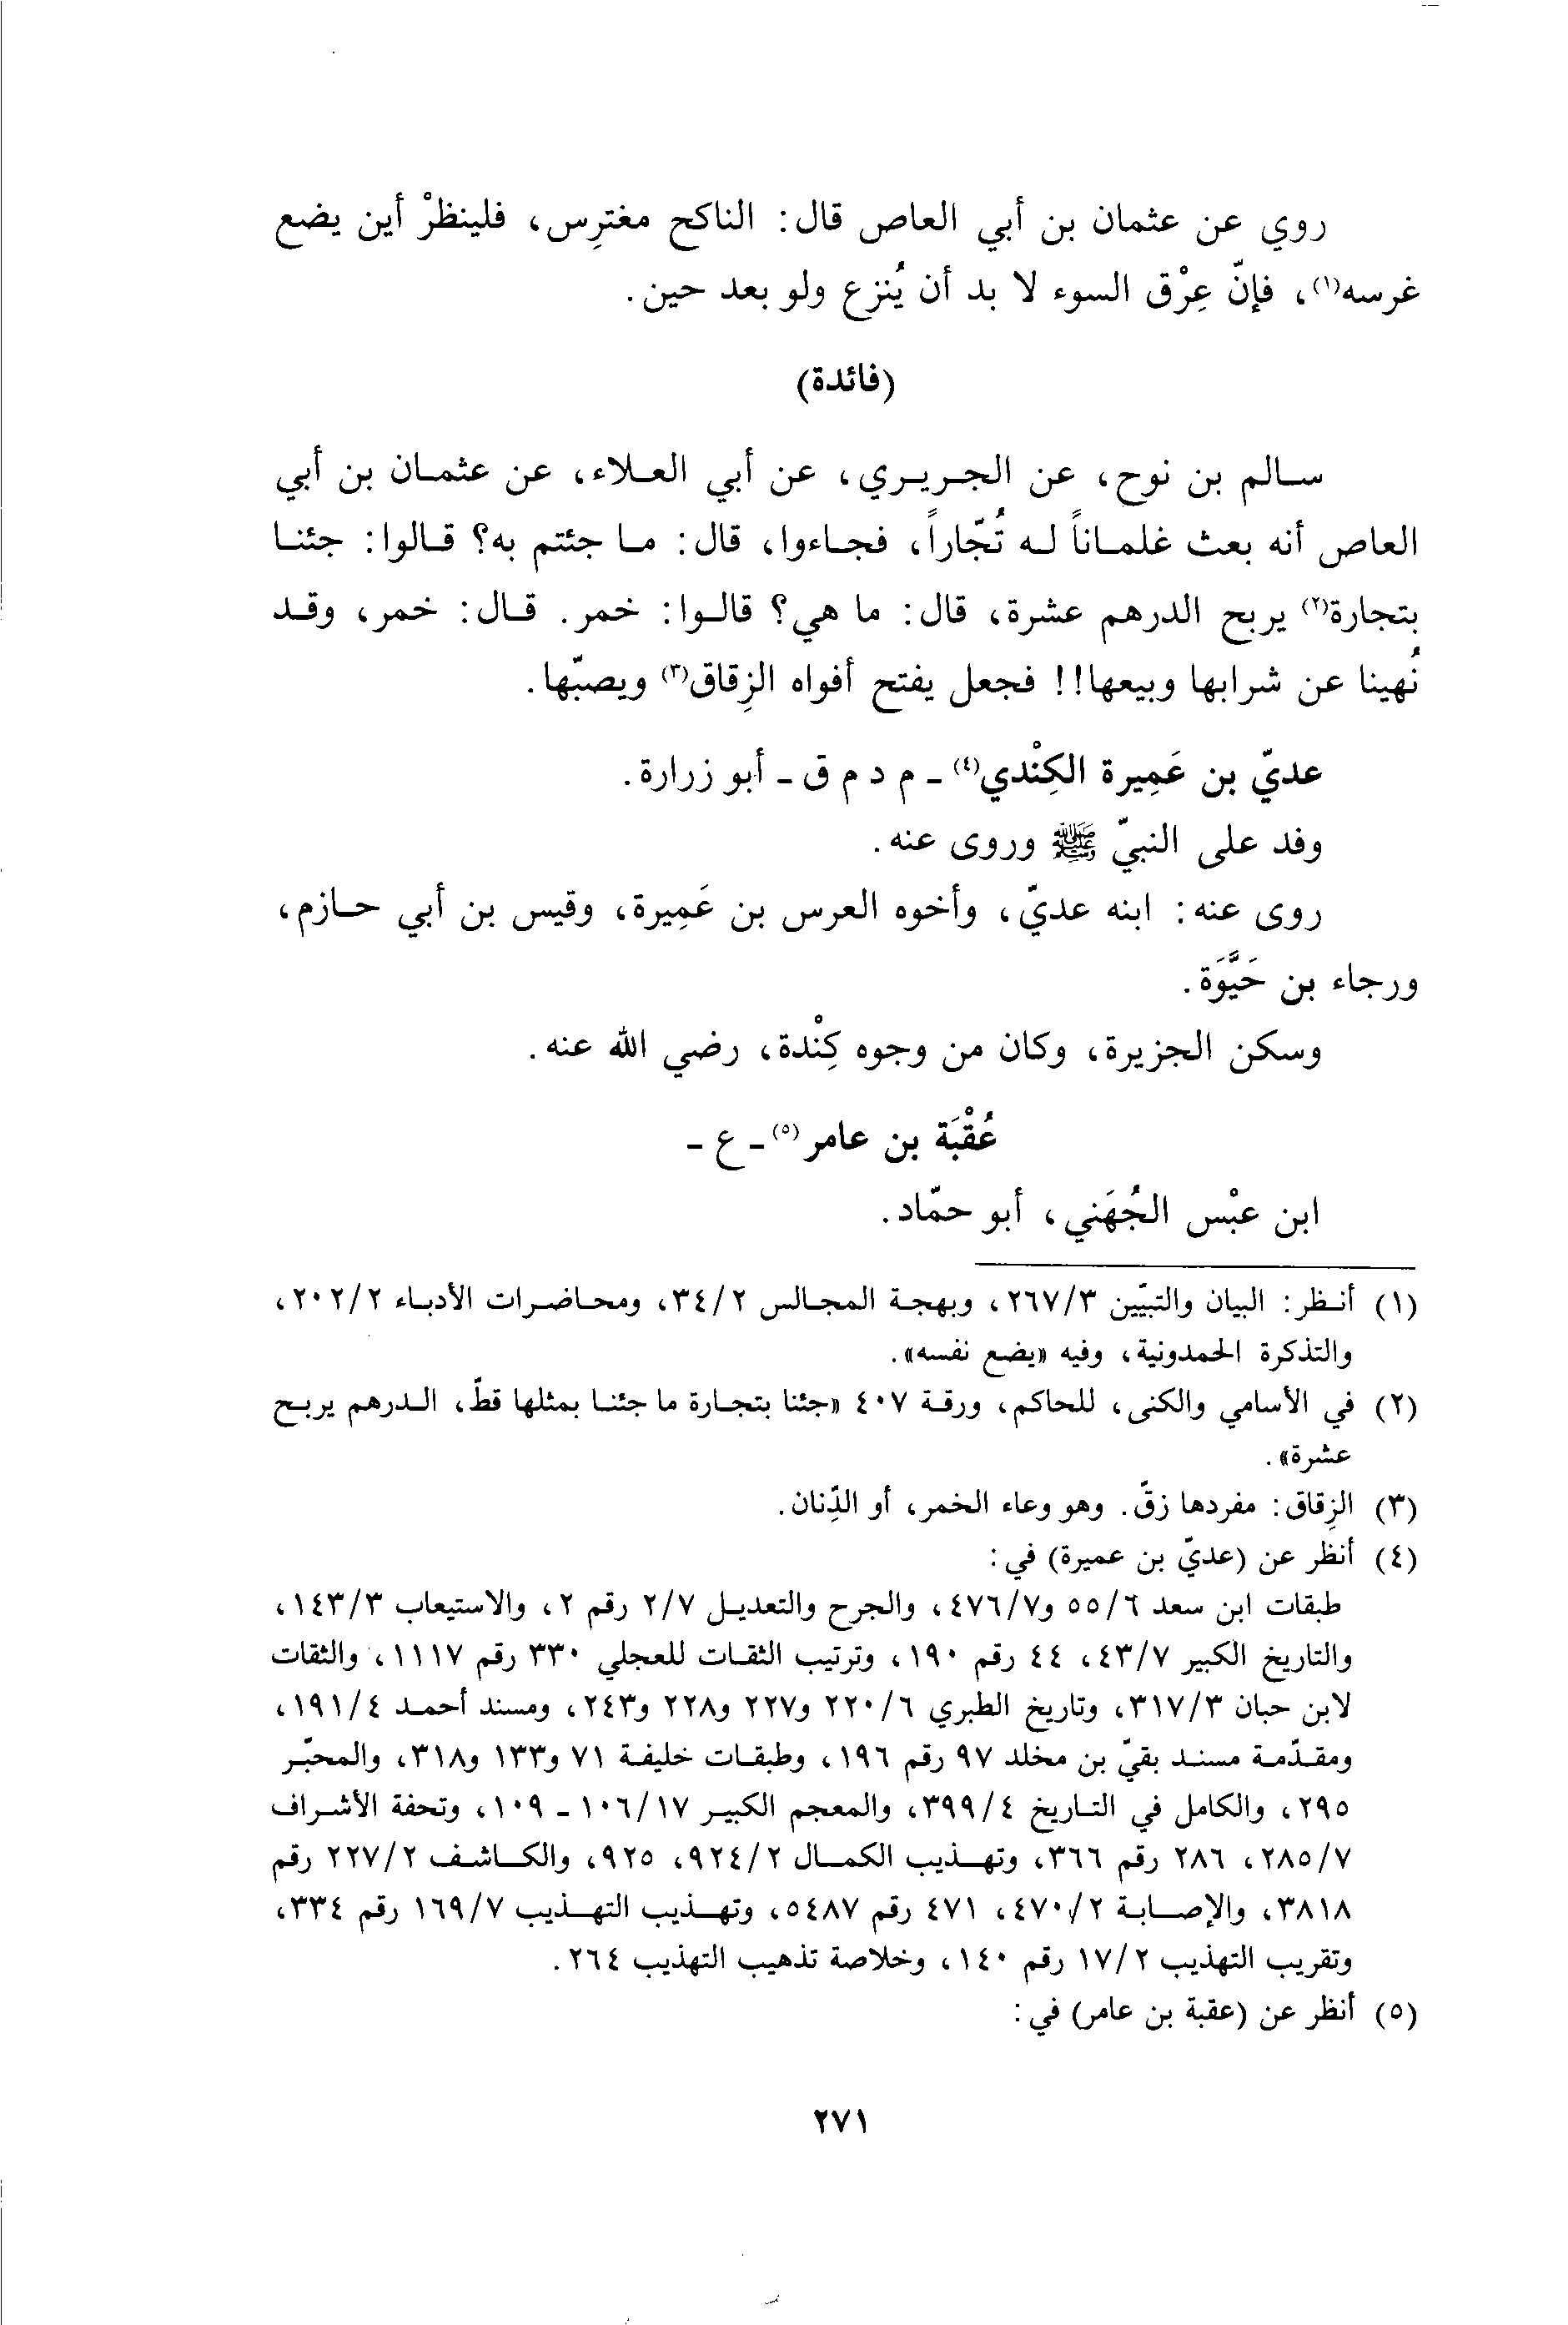 روي عن عثمان بن أبي العاص قال: الناكح مغترِس، فلينظرْ أين يضع
غرسه(١)، فإنّ عِرْق السوء لا بد أن يُنزع ولو بعد حين.
(فائدة)
سالم بن نوح، عن الجريري، عن أبي العلاء، عن عثمان بن أبي
العاص أنه بعث غلماناً له تُجّاراً، فجاءوا، قال: ما جئتم به؟ قالوا: جئنا
بتجارة(٢) يربح الدرهم عشرة، قال: ما هي؟ قالوا: خمر. قال: خمر، وقد
نُهينا عن شرابها وبيعها!! فجعل يفتح أفواه الزِقاق(٣) ويصبّها.
عديّ بن عَمِيرة الكِنْدي(٤) ـ م د م ق ـ أبو زرارة.
وفد على النبيّ ﷺ وروى عنه.
روى عنه: ابنه عديّ، وأخوه العرس بن عَمِيرة، وقيس بن أبي حازم،
ورجاء بن حَيَّوَة.
وسكن الجزيرة، وكان من وجوه كِنْدة، رضي الله عنه.
عُقْبَة بن عامر(٥) ـ ع ـ
ابن عبْس الجُهَني، أبو حمّاد.
(١) أنظر: البيان والتبيّين ٢٦٧/٣، وبهجة المجالس ٣٤/٢، ومحاضرات الأدباء ٢٠٢/٢،
والتذكرة الحمدونية، وفيه «يضع نفسه».
(٢) في الأسامي والكنى، للحاكم، ورقة ٤٠٧ «جئنا بتجارة ما جئنا بمثلها قطّ، الدرهم يربح
عشرة».
(٣) الزِقاق: مفردها زقّ. وهو وعاء الخمر، أو الدِّنان.
(٤) أنظر عن (عديّ بن عميرة) في:
طبقات ابن سعد ٥٥/٦ و٤٧٦/٧، والجرح والتعديل ٢/٧ رقم ٢، والاستيعاب ١٤٣/٣،
والتاريخ الكبير ٤٣/٧، ٤٤ رقم ١٩٠، وترتيب الثقات للعجلي ٣٣٠ رقم ١١١٧، والثقات
لابن حبان ٣١٧/٣، وتاريخ الطبري ٢٢٠/٦ و٢٢٧ و٢٢٨ و٢٤٣، ومسند أحمد ١٩١/٤،
ومقدّمة مسند بقيّ بن مخلد ٩٧ رقم ١٩٦، وطبقات خليفة ٧١ و١٣٣ و٣١٨، والمحبّر
٢٩٥، والكامل في التاريخ ٣٩٩/٤، والمعجم الكبير ١٠٦/١٧ ـ ١٠٩، وتحفة الأشراف
٢٨٥/٧، ٢٨٦ رقم ٣٦٦، وتهذيب الكمال ٩٢٤/٢، ٩٢٥، والكاشف ٢٢٧/٢ رقم
٣٨١٨، والإصابة ٤٧٠/٢، ٤٧١ رقم ٥٤٨٧، وتهذيب التهذيب ١٦٩/٧ رقم ٣٣٤،
وتقريب التهذيب ١٧/٢ رقم ١٤٠، وخلاصة تذهيب التهذيب ٢٦٤.
(٥) أنظر عن (عقبة بن عامر) في:
٢٧١